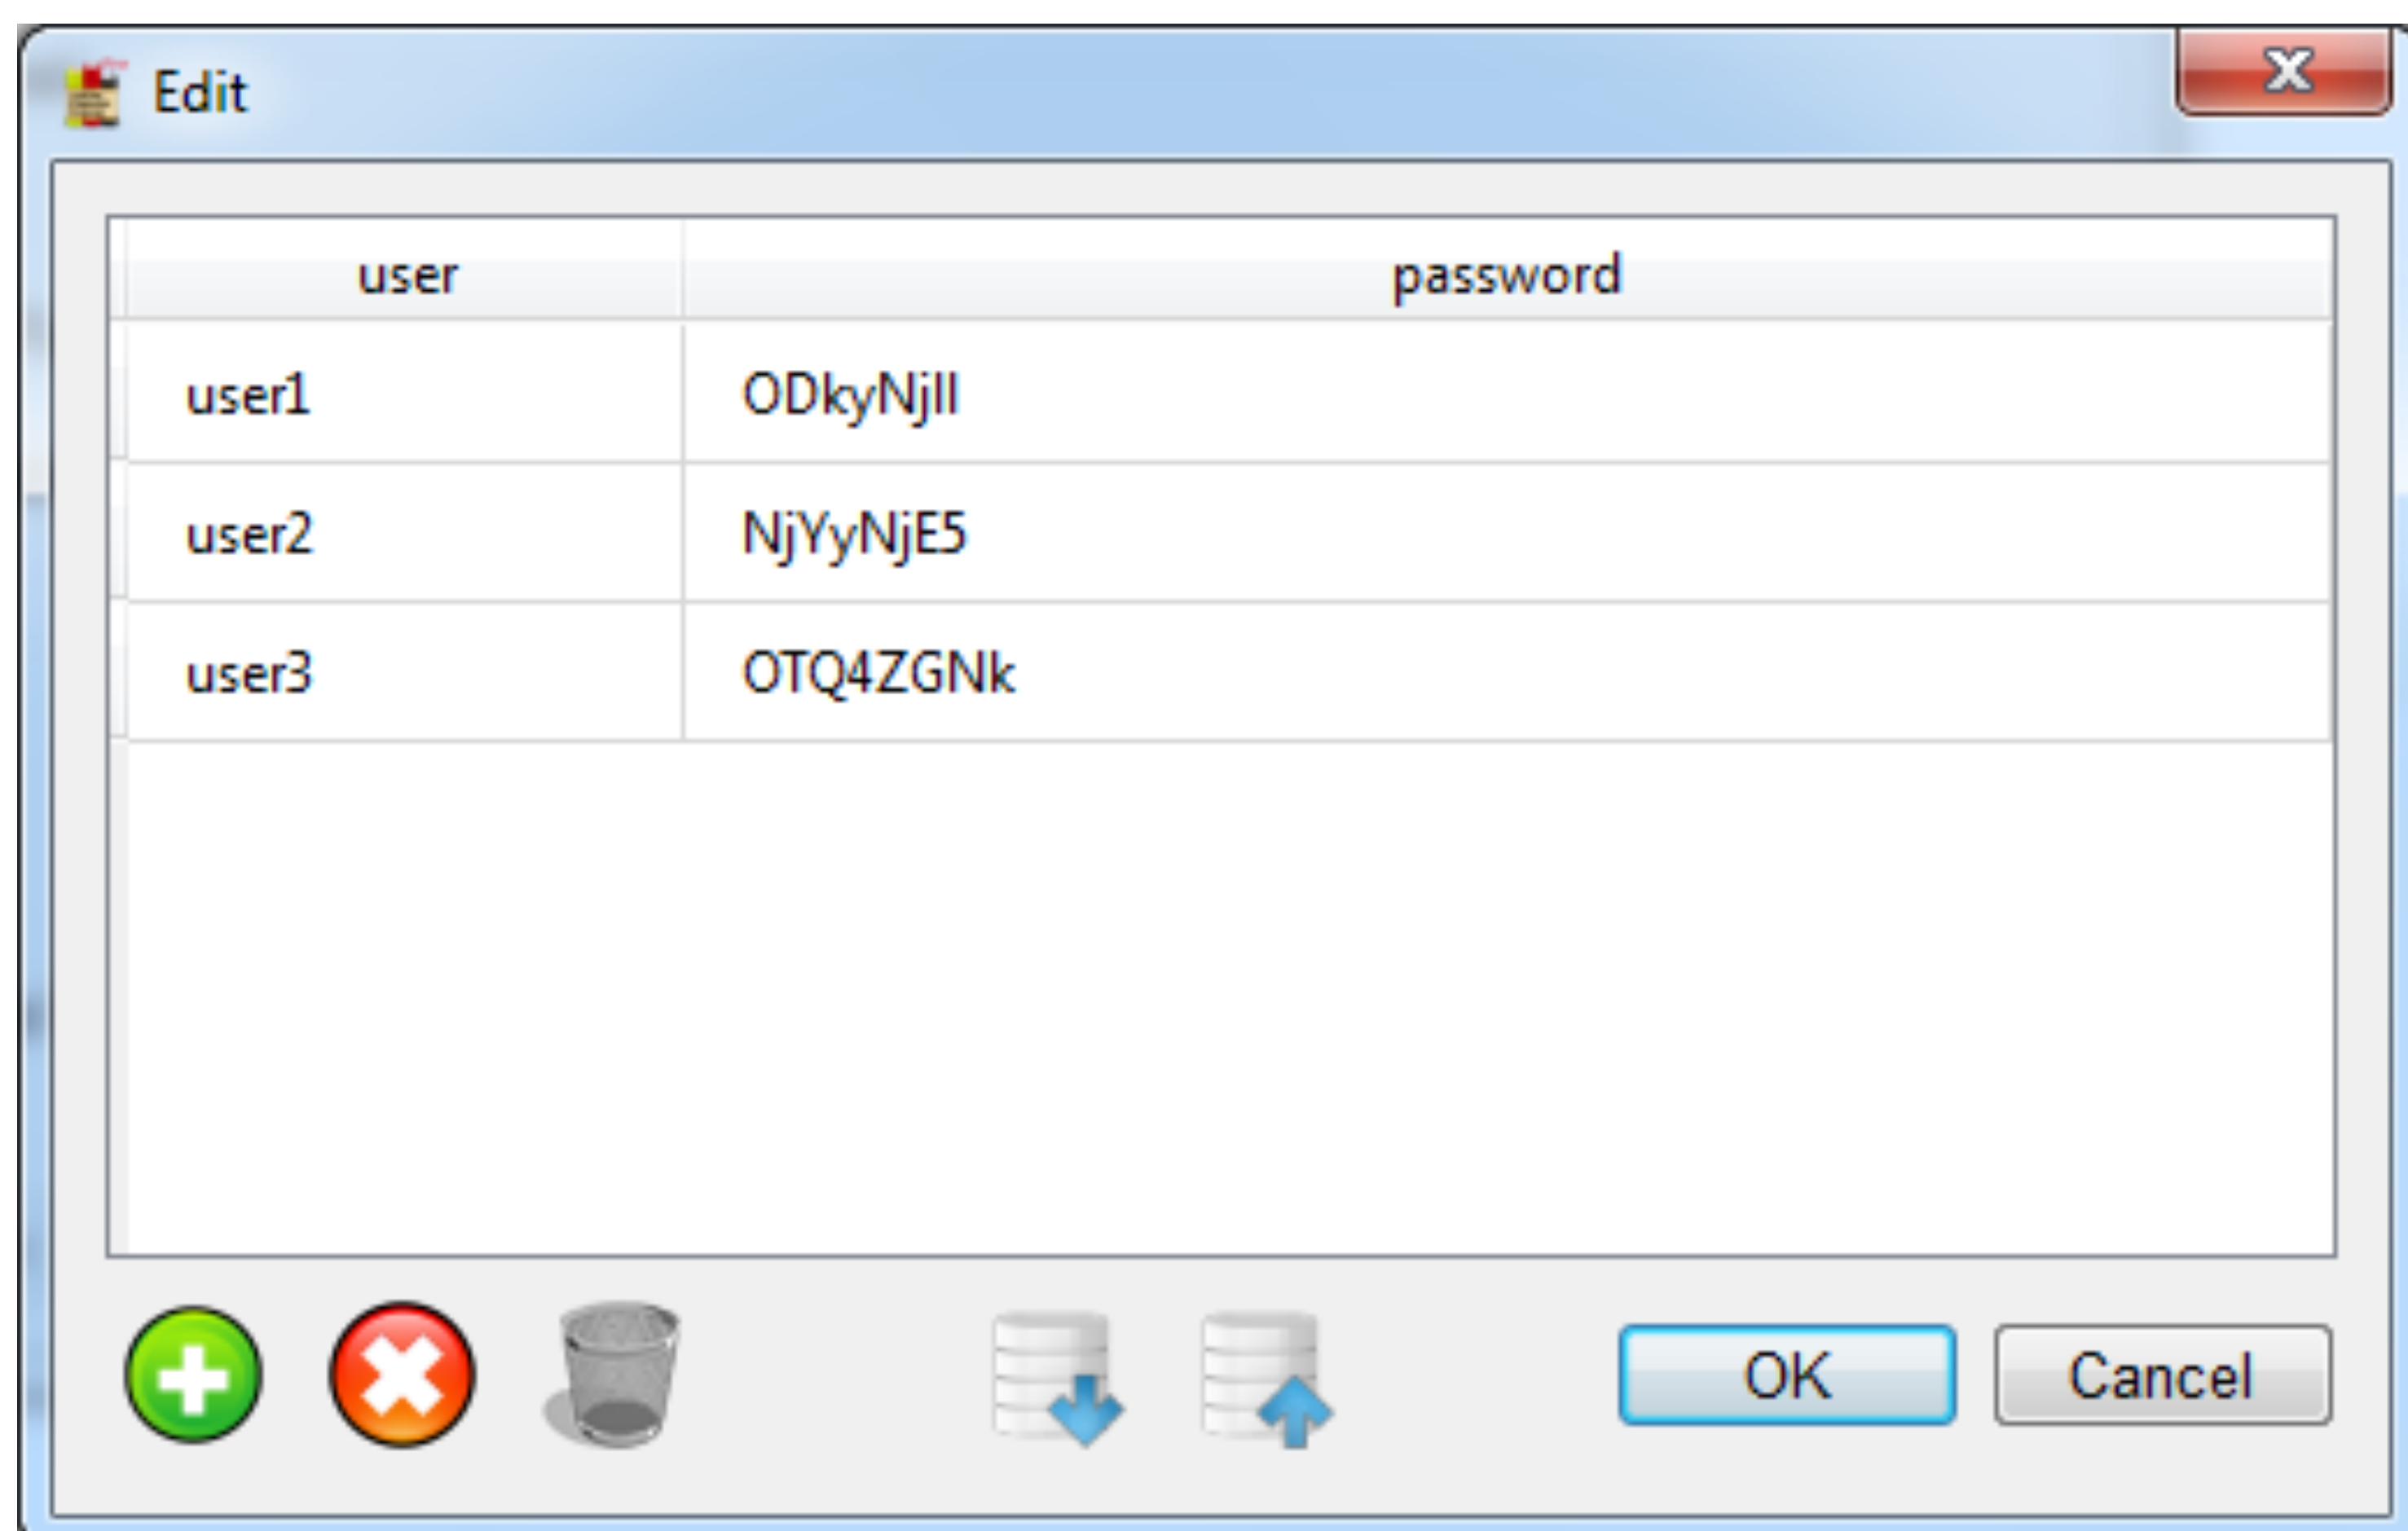 Edit
user password
user1 ODkyNjll
user2 NjYyNjE5
user3 OTQ4ZGNk
OK Cancel